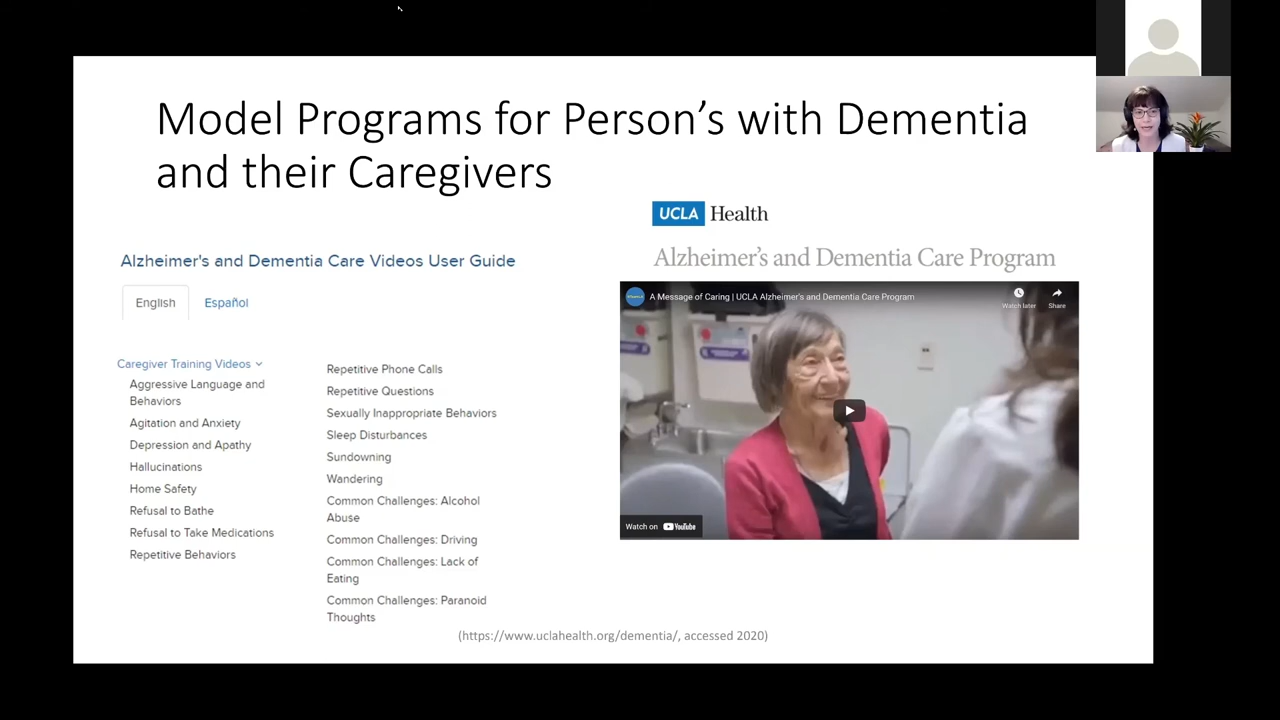 Model Programs for Person’s with Dementia
and their Caregivers
UCLA Health
Alzheimer’s and Dementia Care Program
Alzheimer's and Dementia Care Videos User Guide
English
Español
Caregiver Training Videos
Aggressive Language and
Behaviors
Agitation and Anxiety
Depression and Apathy
Hallucinations
Home Safety
Refusal to Bathe
Refusal to Take Medications
Repetitive Behaviors
Repetitive Phone Calls
Repetitive Questions
Sexually Inappropriate Behaviors
Sleep Disturbances
Sundowning
Wandering
Common Challenges: Alcohol
Abuse
Common Challenges: Driving
Common Challenges: Lack of
Eating
Common Challenges: Paranoid
Thoughts
A Message of Caring | UCLA Alzheimer's and Dementia Care Program
Watch later
Share
Watch on YouTube
(https://www.uclahealth.org/dementia/, accessed 2020)